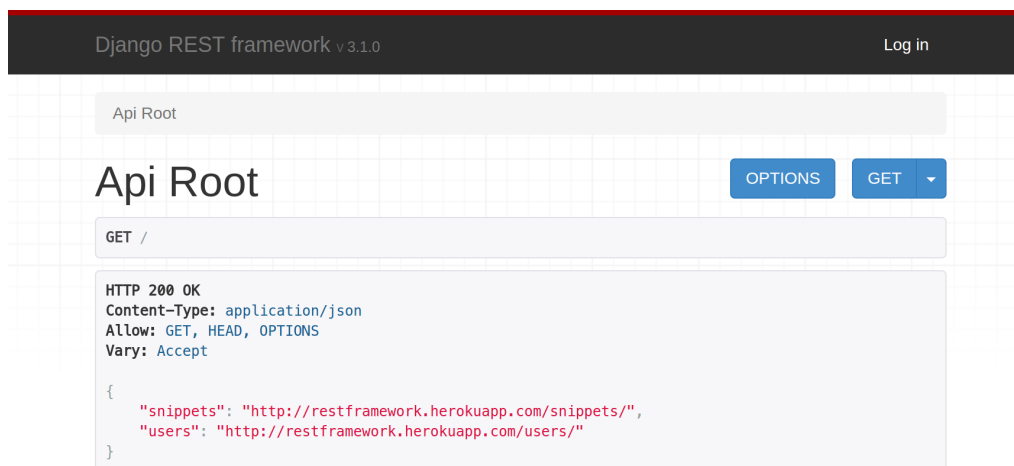 Django REST framework v 3.1.0
Log in
Api Root
Api Root
OPTIONS
GET
GET /
HTTP 200 OK
Content-Type: application/json
Allow: GET, HEAD, OPTIONS
Vary: Accept
{
    "snippets": "http://restframework.herokuapp.com/snippets/",
    "users": "http://restframework.herokuapp.com/users/"
}